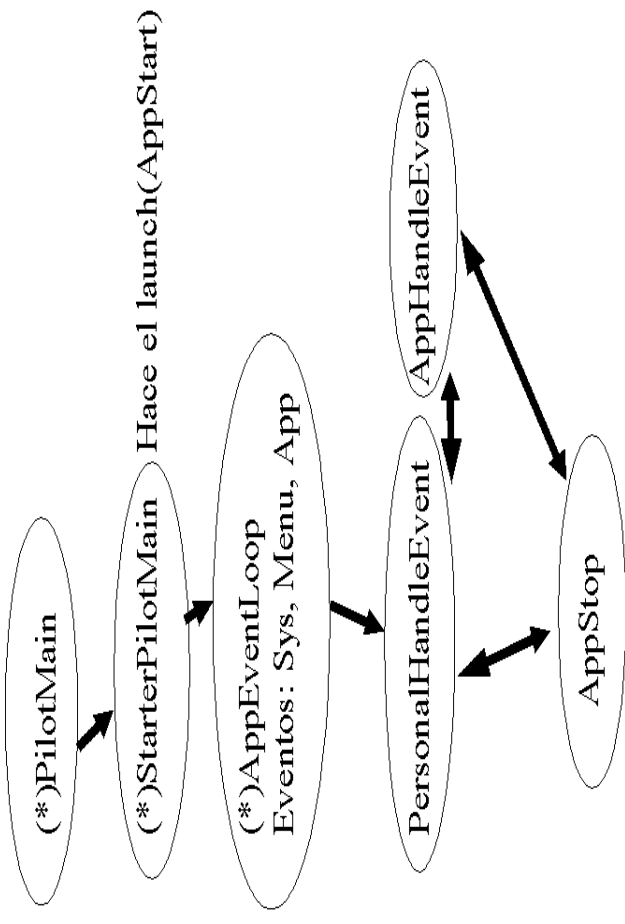 (*)PilotMain
(*)StarterPilotMain
Hace el launch(AppStart)
(*)AppEventLoop
Eventos: Sys, Menu, App
PersonalHandleEvent
AppHandleEvent
AppStop